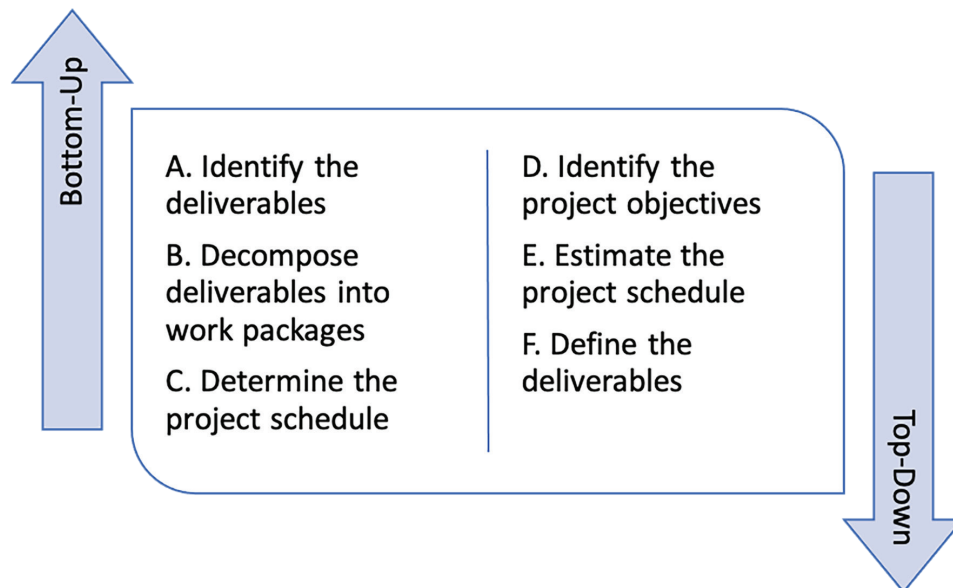 Bottom-Up
A. Identify the
deliverables
B. Decompose
deliverables into
work packages
C. Determine the
project schedule
D. Identify the
project objectives
E. Estimate the
project schedule
F. Define the
deliverables
Top-Down